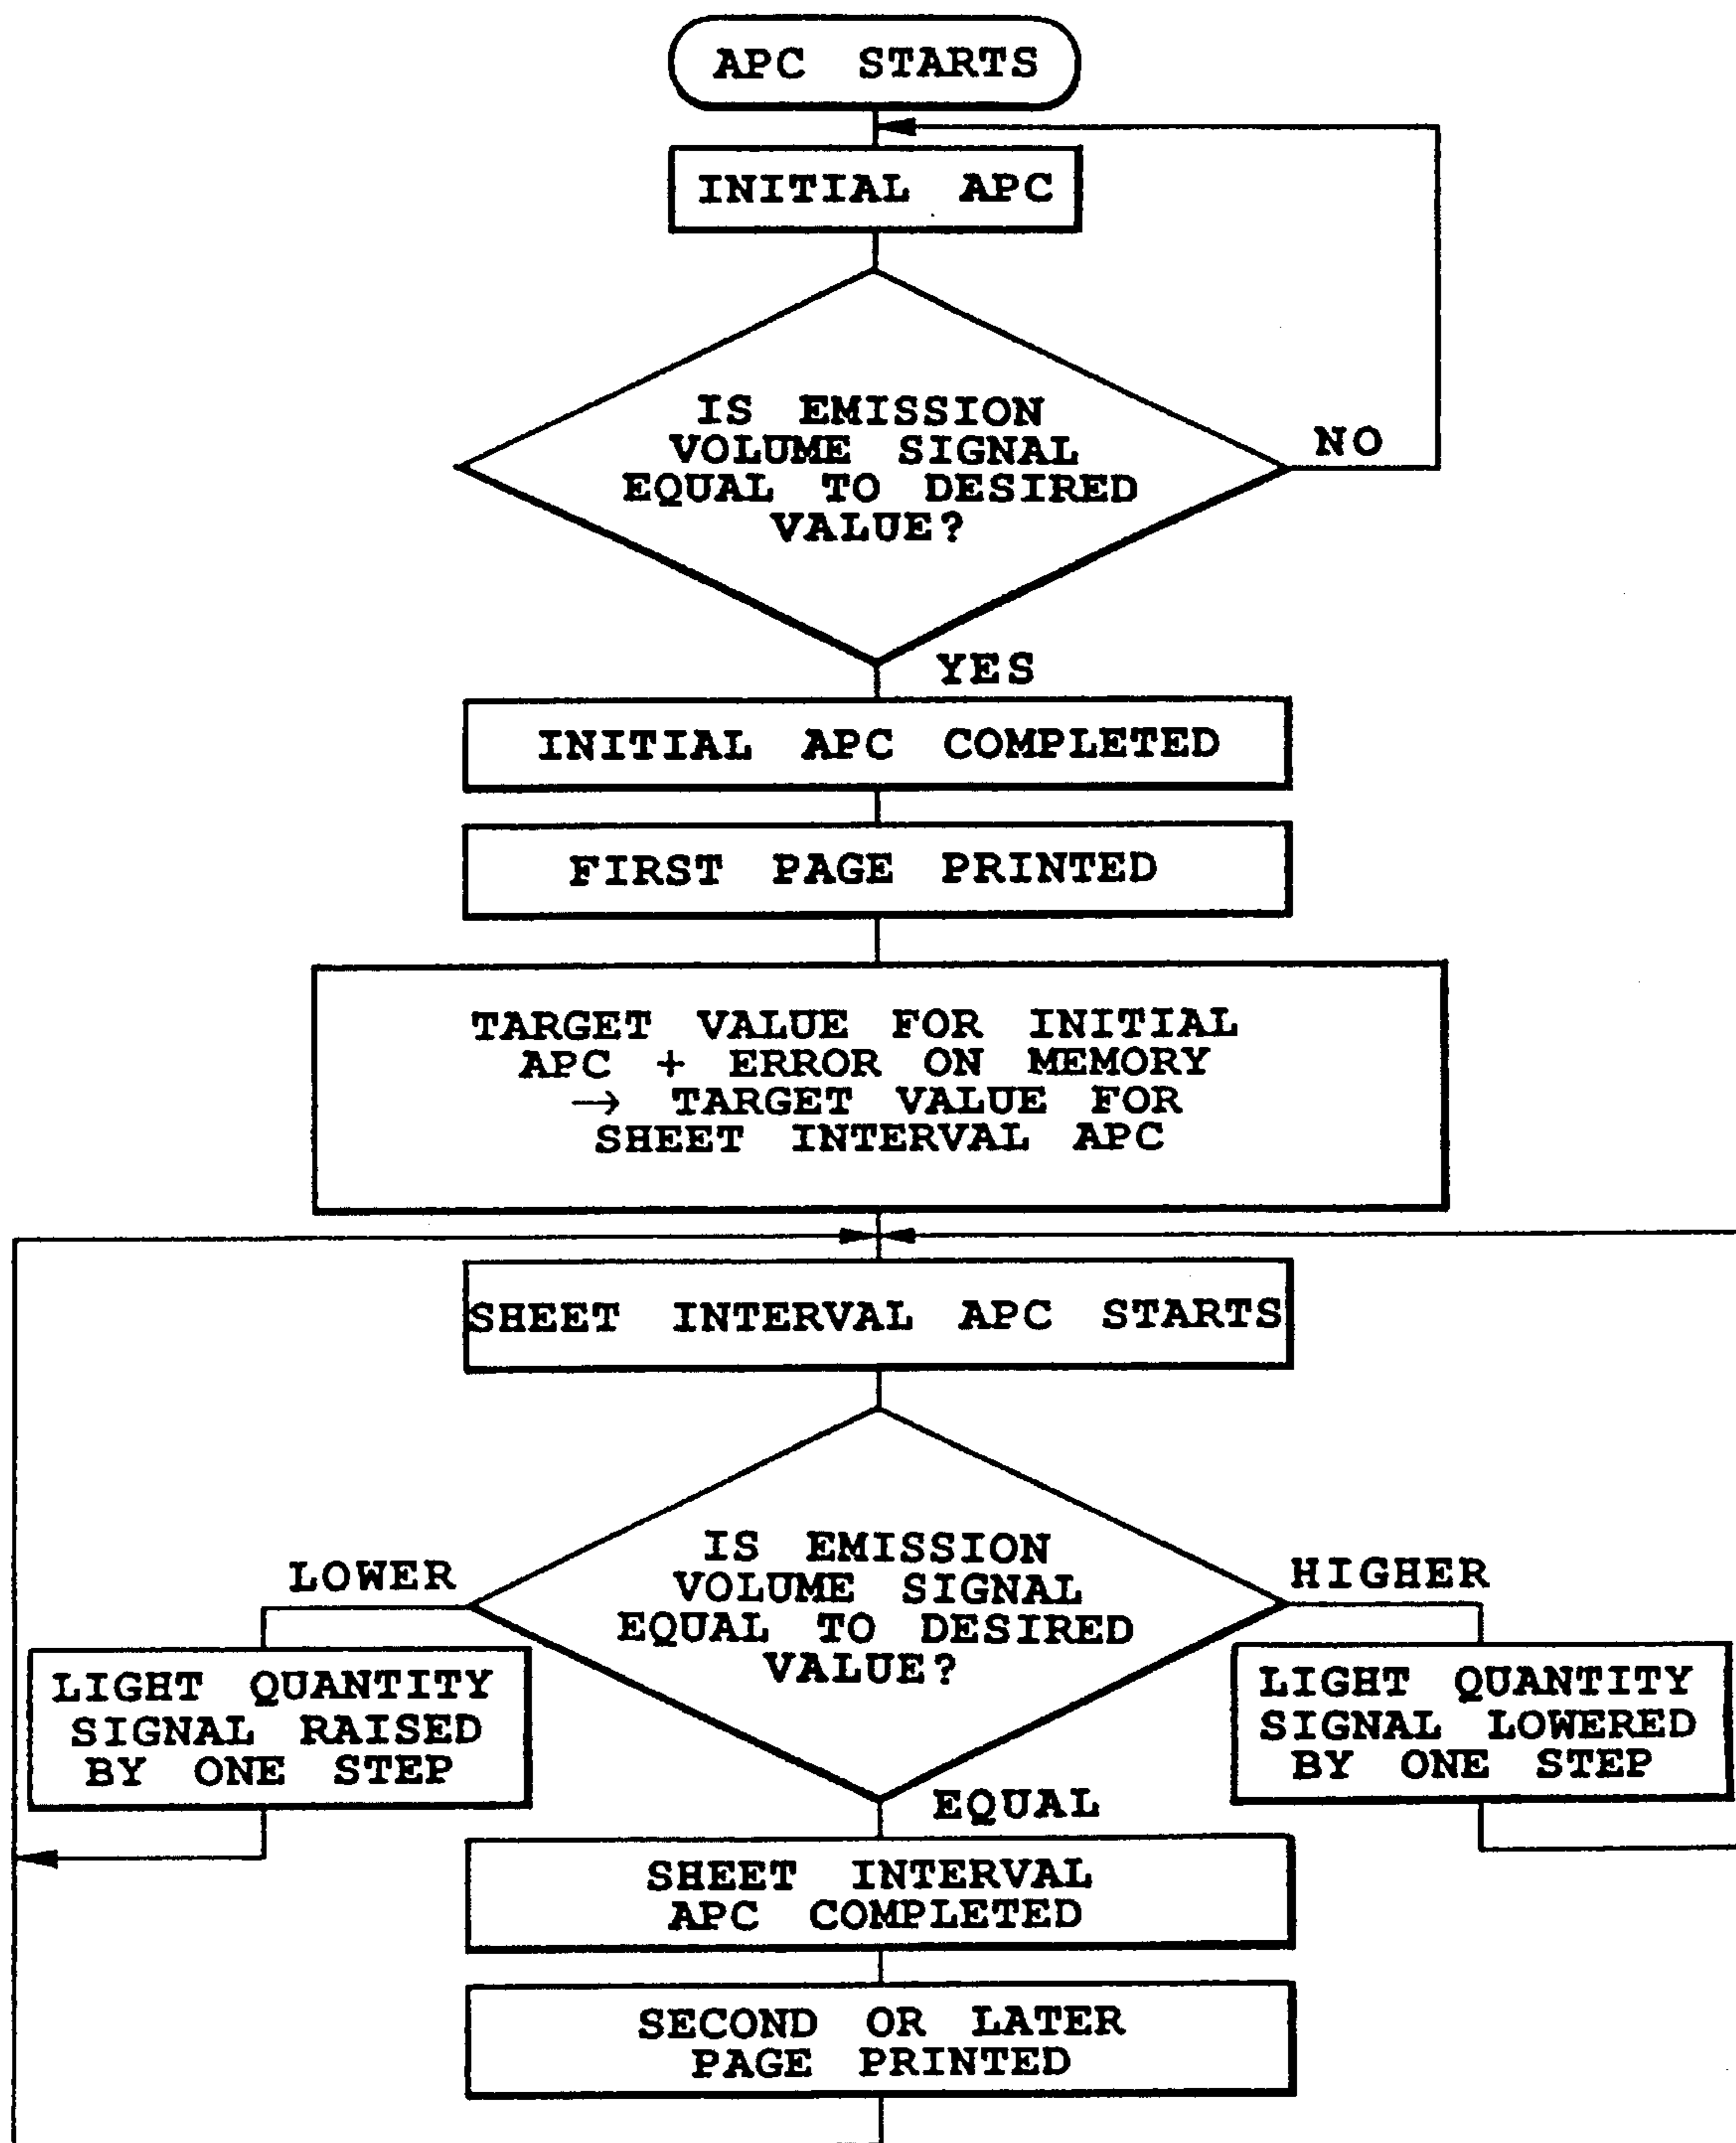 APC STARTS
INITIAL APC
IS EMISSION
VOLUME SIGNAL
EQUAL TO DESIRED
VALUE?
NO
YES
INITIAL APC COMPLETED
FIRST PAGE PRINTED
TARGET VALUE FOR INITIAL
APC + ERROR ON MEMORY
→ TARGET VALUE FOR
SHEET INTERVAL APC
SHEET INTERVAL APC STARTS
IS EMISSION
VOLUME SIGNAL
EQUAL TO DESIRED
VALUE?
LOWER
HIGHER
LIGHT QUANTITY
SIGNAL RAISED
BY ONE STEP
LIGHT QUANTITY
SIGNAL LOWERED
BY ONE STEP
EQUAL
SHEET INTERVAL
APC COMPLETED
SECOND OR LATER
PAGE PRINTED